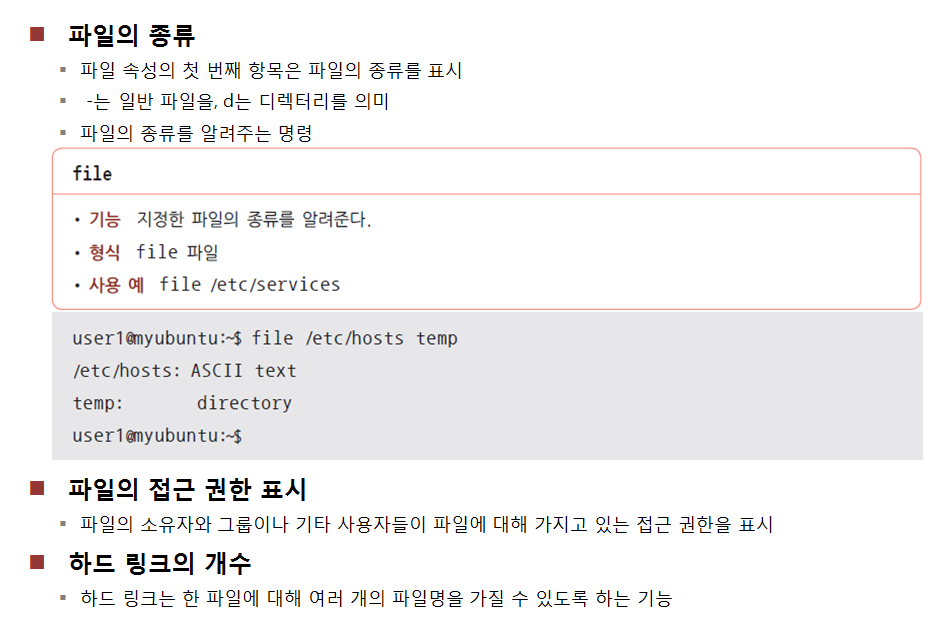 파일의 종류
파일 속성의 첫 번째 항목은 파일의 종류를 표시
-는 일반 파일을, d는 디렉터리를 의미
파일의 종류를 알려주는 명령
file
• 기능 지정한 파일의 종류를 알려준다.
• 형식 file 파일
• 사용 예 file /etc/services
user1@myubuntu:~$ file /etc/hosts temp
/etc/hosts: ASCII text
temp: directory
user1@myubuntu:~$
파일의 접근 권한 표시
파일의 소유자와 그룹이나 기타 사용자들이 파일에 대해 가지고 있는 접근 권한을 표시
하드 링크의 개수
하드 링크는 한 파일에 대해 여러 개의 파일명을 가질 수 있도록 하는 기능